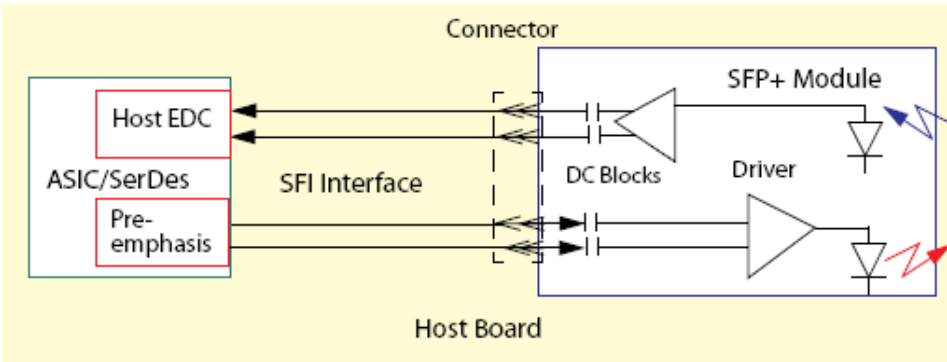 Connector
SFP+ Module
Host EDC
ASIC/SerDes
SFI Interface
DC Blocks
Driver
Pre-
emphasis
Host Board